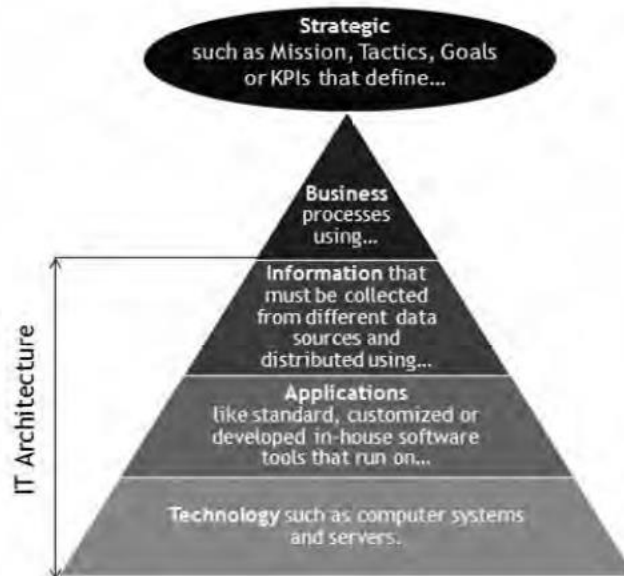 Strategic
such as Mission, Tactics, Goals
or KPIs that define...
Business
processes
using...
Information that
must be collected
from different data
sources and
distributed using...
Applications
like standard, customized or
developed in-house software
tools that run on...
Technology such as computer systems
and servers.
IT Architecture